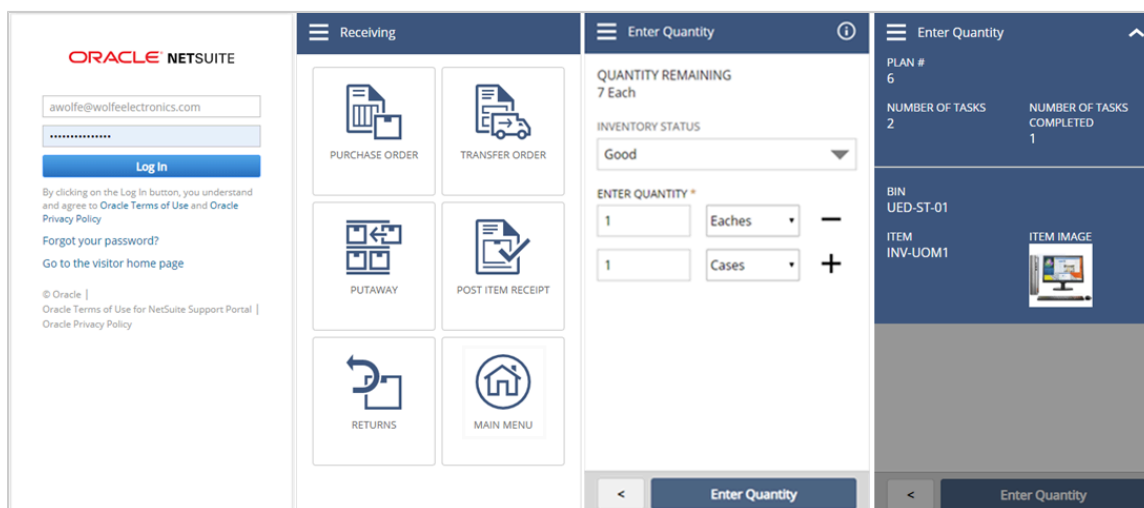 ORACLE NETSUITE
awolfe@wolfeelectronics.com
Log In
By clicking on the Log In button, you understand
and agree to Oracle Terms of Use and Oracle
Privacy Policy
Forgot your password?
Go to the visitor home page
© Oracle |
Oracle Terms of Use for NetSuite Support Portal |
Oracle Privacy Policy
Receiving
PURCHASE ORDER
TRANSFER ORDER
PUTAWAY
POST ITEM RECEIPT
RETURNS
MAIN MENU
Enter Quantity
QUANTITY REMAINING
7 Each
INVENTORY STATUS
Good
ENTER QUANTITY *
1 Eaches
1 Cases
< Enter Quantity
Enter Quantity
PLAN #
6
NUMBER OF TASKS
2
NUMBER OF TASKS
COMPLETED
1
BIN
UED-ST-01
ITEM
INV-UOM1
ITEM IMAGE
< Enter Quantity